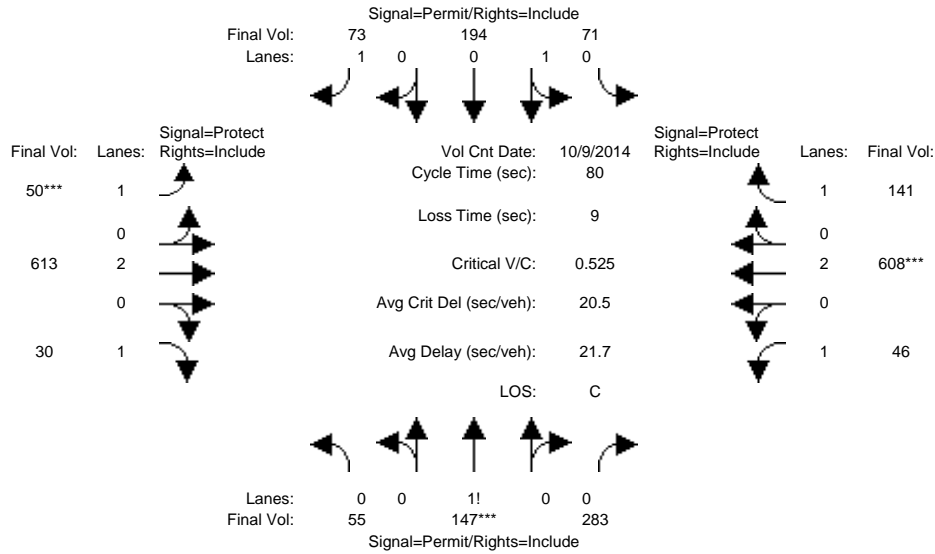 Signal=Permit/Rights=Include
Final Vol: 73 194 71
Lanes: 1 0 0 1 0
Signal=Protect Signal=Protect
Final Vol: Lanes: Rights=Include Vol Cnt Date: 10/9/2014 Rights=Include Lanes: Final Vol:
Cycle Time (sec): 80
50*** 1 1 141
Loss Time (sec): 9
0 0
613 2 Critical V/C: 0.525 2 608***
0 Avg Crit Del (sec/veh): 20.5 0
30 1 Avg Delay (sec/veh): 21.7 1 46
LOS: C
Lanes: 0 0 1! 0 0
Final Vol: 55 147*** 283
Signal=Permit/Rights=Include